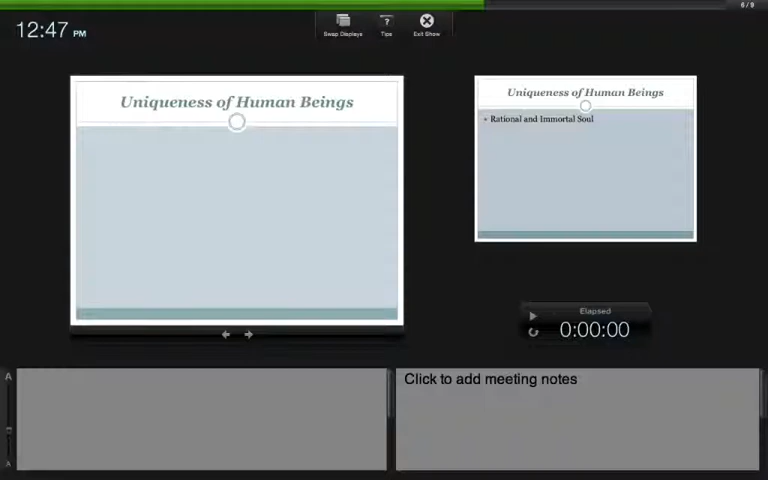 6/9
12:47 PM
Swap Displays
?
Tips
Exit Show
Uniqueness of Human Beings
Uniqueness of Human Beings
• Rational and Immortal Soul
Elapsed
0:00:00
A
A
Click to add meeting notes